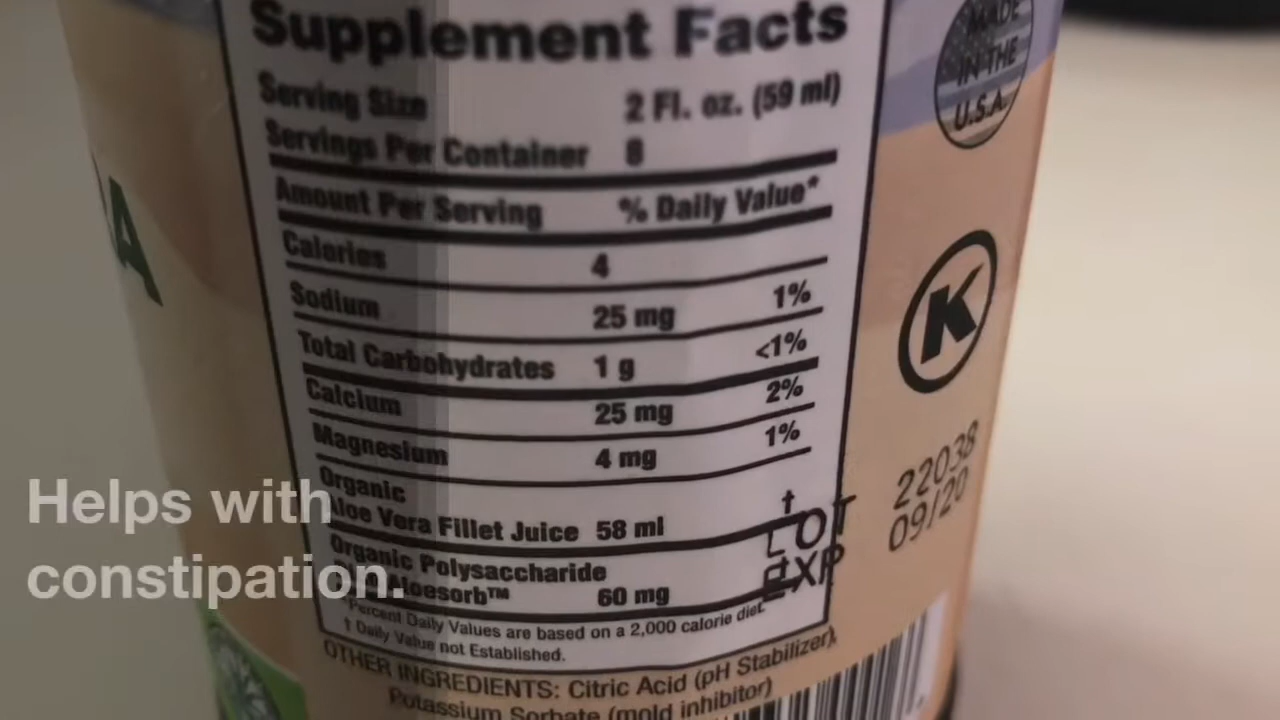 Supplement Facts
Serving Size 2 Fl. oz. (59 ml)
Servings Per Container 8
Amount Per Serving % Daily Value*
Calories 4
Sodium 25 mg 1%
Total Carbohydrates 1 g <1%
Calcium 25 mg 2%
Magnesium 4 mg 1%
Organic
Aloe Vera Fillet Juice 58 ml †
Organic Polysaccharide
Aloesorb™ 60 mg †
*Percent Daily Values are based on a 2,000 calorie diet.
† Daily Value not Established.
OTHER INGREDIENTS: Citric Acid (pH Stabilizer),
Potassium Sorbate (mold inhibitor)
MADE
IN THE
U.S.A.
K
LOT 22038
EXP 09/20
A
Helps with
constipation.